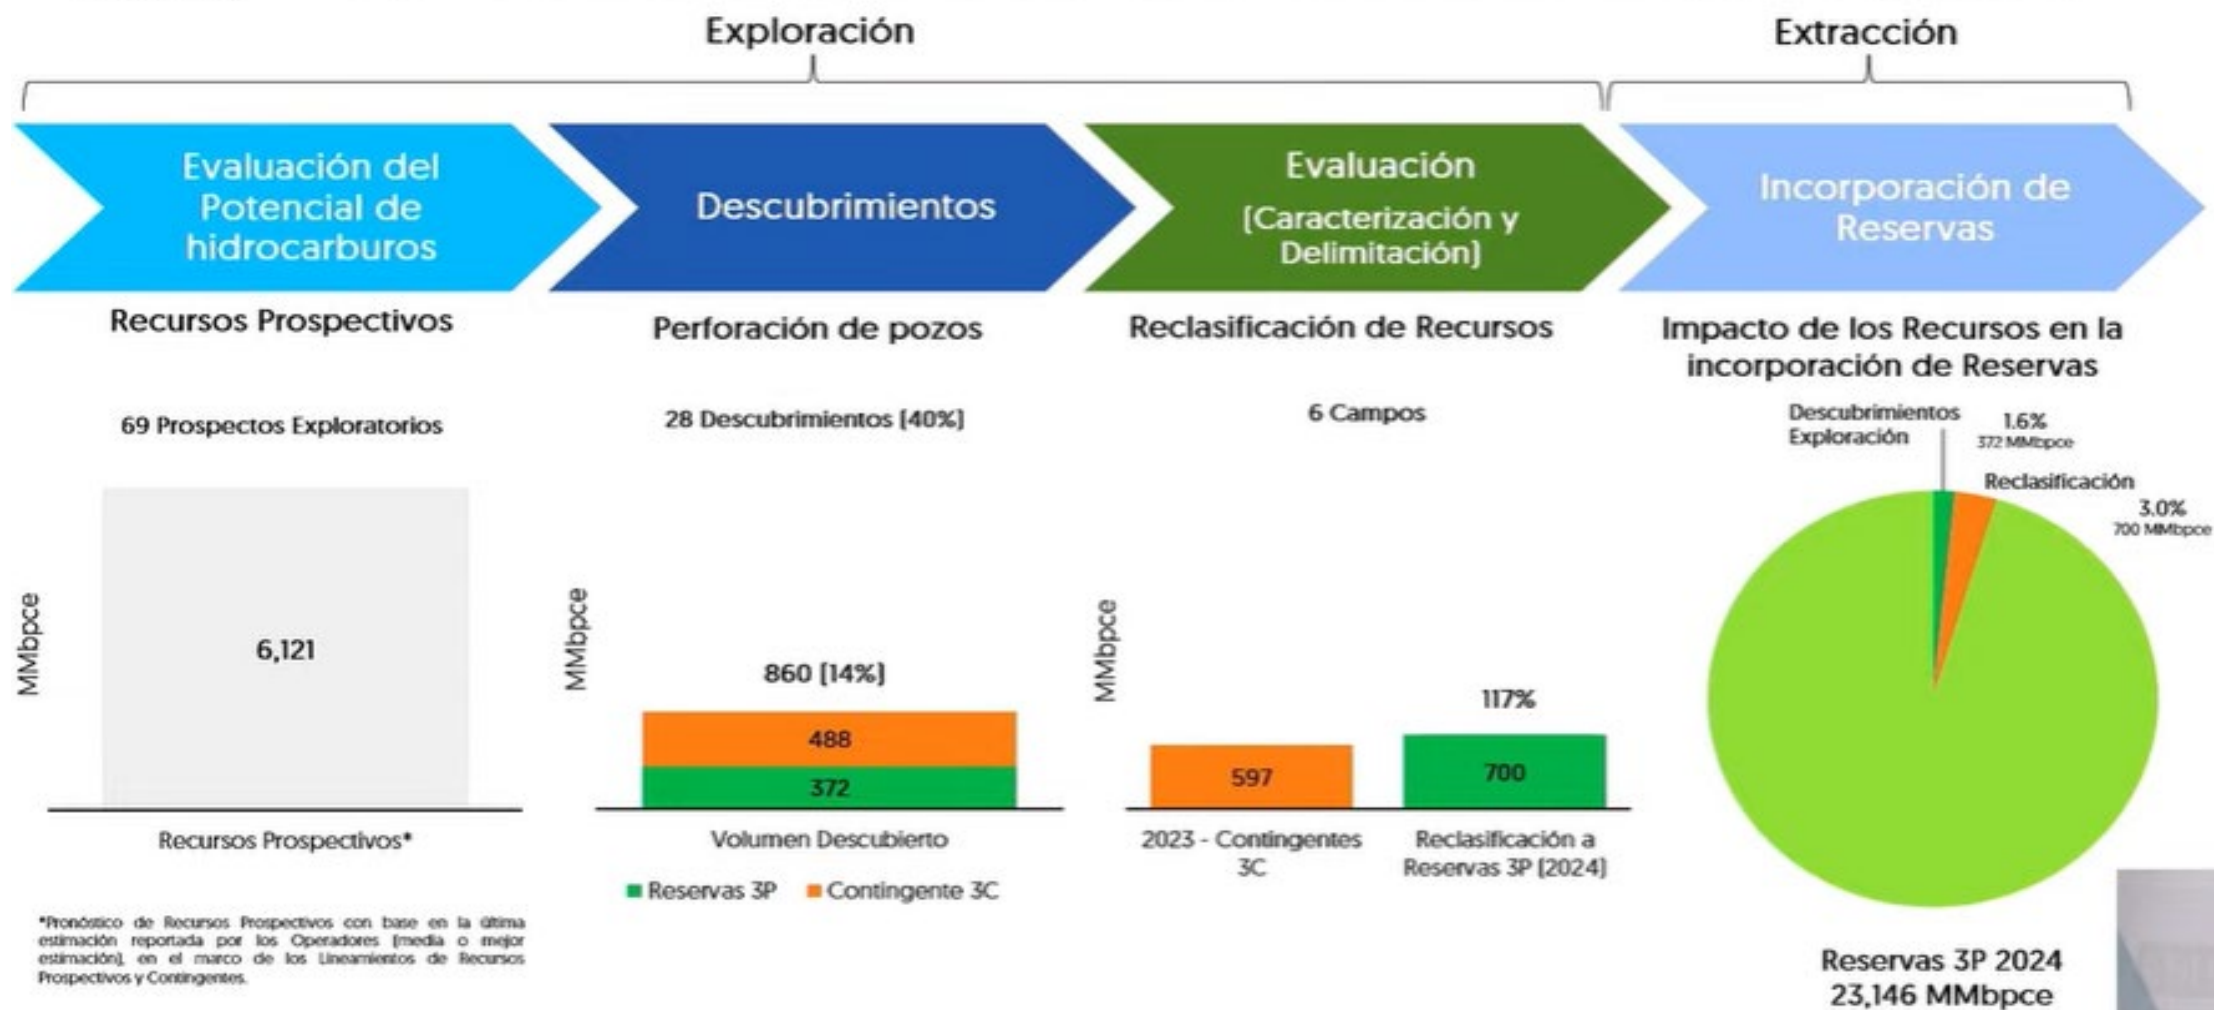 Exploración
Extracción
Evaluación del
Potencial de
hidrocarburos
Descubrimientos
Evaluación
(Caracterización y
Delimitación)
Incorporación de
Reservas
Recursos Prospectivos
Perforación de pozos
Reclasificación de Recursos
Impacto de los Recursos en la
incorporación de Reservas
69 Prospectos Exploratorios
28 Descubrimientos (40%)
6 Campos
Descubrimientos
Exploración
1.6%
372 MMbpce
Reclasificación
3.0%
700 MMbpce
MMbpce
6,121
Recursos Prospectivos*
MMbpce
860 (14%)
488
372
Volumen Descubierto
Reservas 3P
Contingente 3C
MMbpce
597
117%
700
2023 - Contingentes
3C
Reclasificación a
Reservas 3P (2024)
*Pronóstico de Recursos Prospectivos con base en la última
estimación reportada por los Operadores (media o mejor
estimación), en el marco de los Lineamientos de Recursos
Prospectivos y Contingentes.
Reservas 3P 2024
23,146 MMbpce